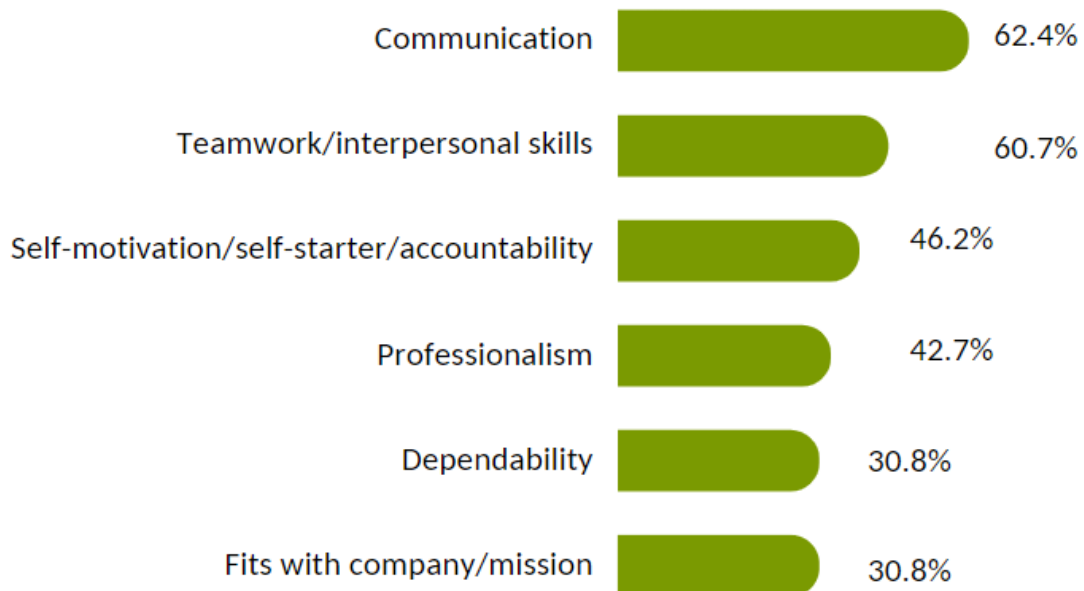 Communication 62.4%
Teamwork/interpersonal skills 60.7%
Self-motivation/self-starter/accountability 46.2%
Professionalism 42.7%
Dependability 30.8%
Fits with company/mission 30.8%